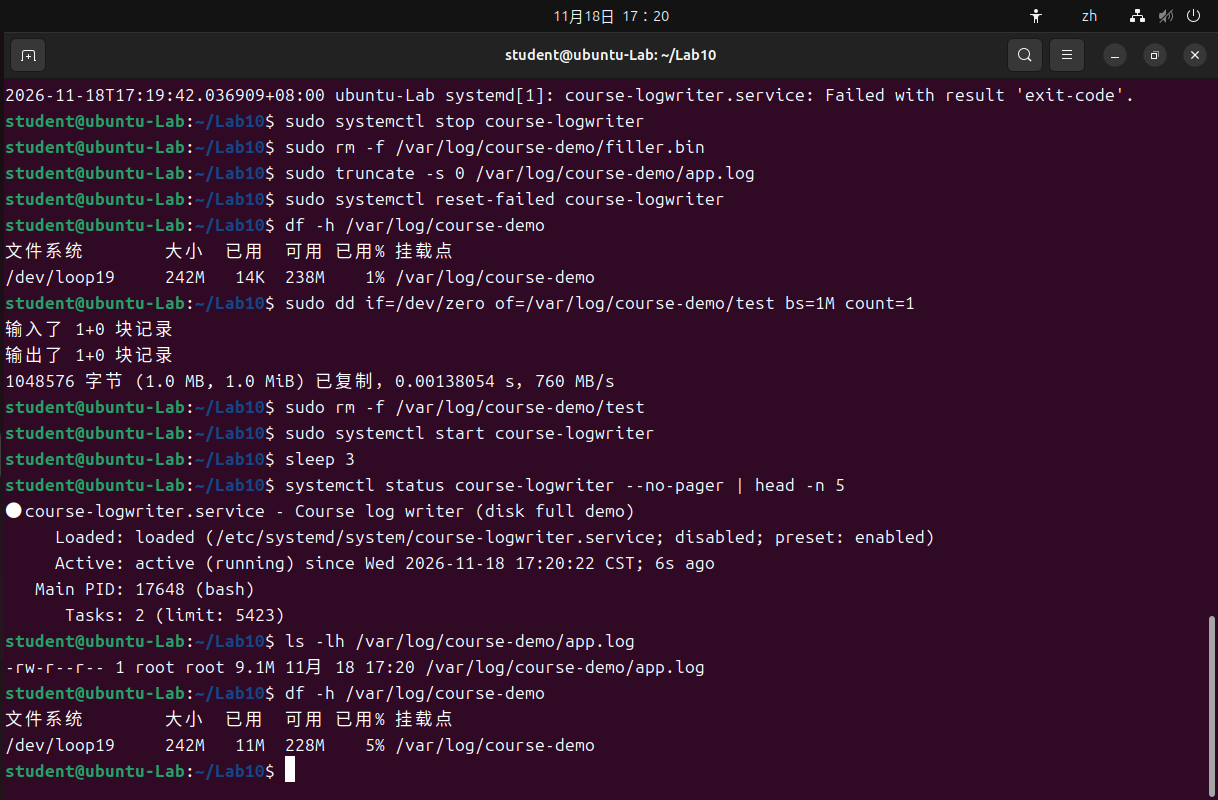 11月18日 17：20
zh
student@ubuntu-Lab: ~/Lab10
2026-11-18T17:19:42.036909+08:00 ubuntu-Lab systemd[1]: course-logwriter.service: Failed with result 'exit-code'.
student@ubuntu-Lab:~/Lab10$ sudo systemctl stop course-logwriter
student@ubuntu-Lab:~/Lab10$ sudo rm -f /var/log/course-demo/filler.bin
student@ubuntu-Lab:~/Lab10$ sudo truncate -s 0 /var/log/course-demo/app.log
student@ubuntu-Lab:~/Lab10$ sudo systemctl reset-failed course-logwriter
student@ubuntu-Lab:~/Lab10$ df -h /var/log/course-demo
文件系统        大小  已用  可用 已用% 挂载点
/dev/loop19     242M   14K  238M    1% /var/log/course-demo
student@ubuntu-Lab:~/Lab10$ sudo dd if=/dev/zero of=/var/log/course-demo/test bs=1M count=1
输入了 1+0 块记录
输出了 1+0 块记录
1048576 字节 (1.0 MB, 1.0 MiB) 已复制，0.00138054 s，760 MB/s
student@ubuntu-Lab:~/Lab10$ sudo rm -f /var/log/course-demo/test
student@ubuntu-Lab:~/Lab10$ sudo systemctl start course-logwriter
student@ubuntu-Lab:~/Lab10$ sleep 3
student@ubuntu-Lab:~/Lab10$ systemctl status course-logwriter --no-pager | head -n 5
● course-logwriter.service - Course log writer (disk full demo)
     Loaded: loaded (/etc/systemd/system/course-logwriter.service; disabled; preset: enabled)
     Active: active (running) since Wed 2026-11-18 17:20:22 CST; 6s ago
   Main PID: 17648 (bash)
      Tasks: 2 (limit: 5423)
student@ubuntu-Lab:~/Lab10$ ls -lh /var/log/course-demo/app.log
-rw-r--r-- 1 root root 9.1M 11月 18 17:20 /var/log/course-demo/app.log
student@ubuntu-Lab:~/Lab10$ df -h /var/log/course-demo
文件系统        大小  已用  可用 已用% 挂载点
/dev/loop19     242M   11M  228M    5% /var/log/course-demo
student@ubuntu-Lab:~/Lab10$